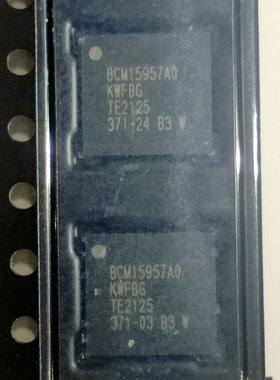 BCM15957A0
KWFBG
TE2125
371-24 B3 W
BCM15957A0
KWFBG
TE2125
371-03 B3 W